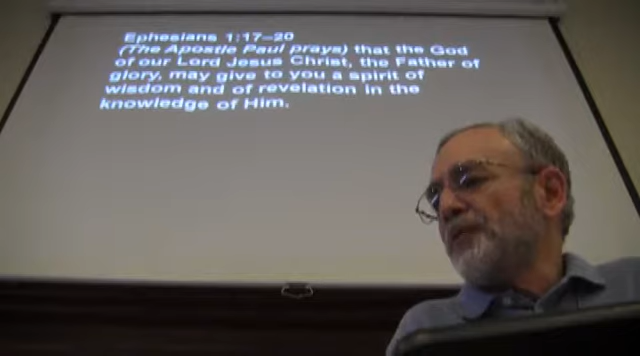 Ephesians 1:17–20
(The Apostle Paul prays) that the God
of our Lord Jesus Christ, the Father of
glory, may give to you a spirit of
wisdom and of revelation in the
knowledge of Him.